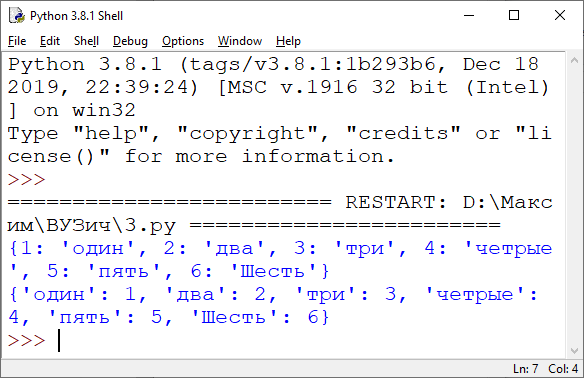 Python 3.8.1 Shell
File Edit Shell Debug Options Window Help
Python 3.8.1 (tags/v3.8.1:1b293b6, Dec 18
2019, 22:39:24) [MSC v.1916 32 bit (Intel)
] on win32
Type "help", "copyright", "credits" or "li
cense()" for more information.
>>>
========================= RESTART: D:\Макс
им\ВУЗич\3.py ========================
{1: 'один', 2: 'два', 3: 'три', 4: 'четрые
', 5: 'пять', 6: 'Шесть'}
{'один': 1, 'два': 2, 'три': 3, 'четрые':
4, 'пять': 5, 'Шесть': 6}
>>>
Ln: 7 Col: 4